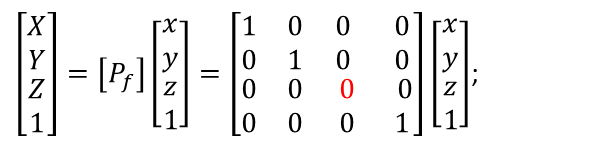 [X Y Z 1] = [P_f] [x y z 1] = [1 0 0 0
0 1 0 0
0 0 0 0
0 0 0 1] [x y z 1];